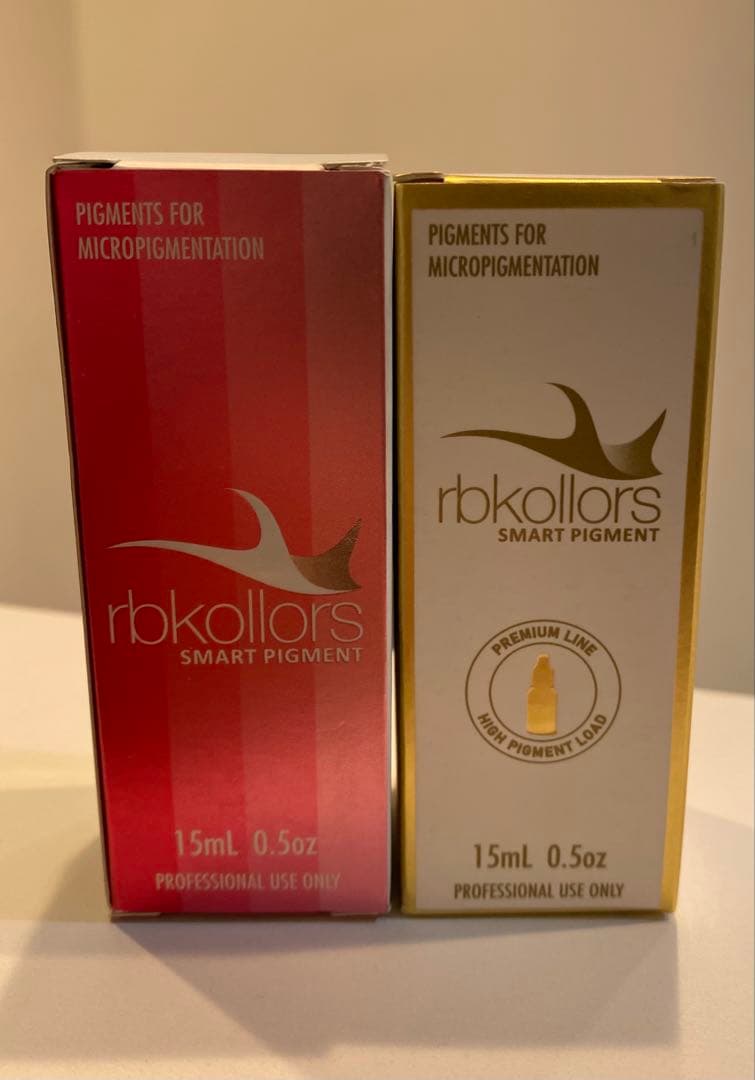 PIGMENTS FOR
MICROPIGMENTATION
rbkollors
SMART PIGMENT
15mL 0.5oz
PROFESSIONAL USE ONLY
PIGMENTS FOR
MICROPIGMENTATION
rbkollors
SMART PIGMENT
PREMIUM LINE
HIGH PIGMENT LOAD
15mL 0.5oz
PROFESSIONAL USE ONLY